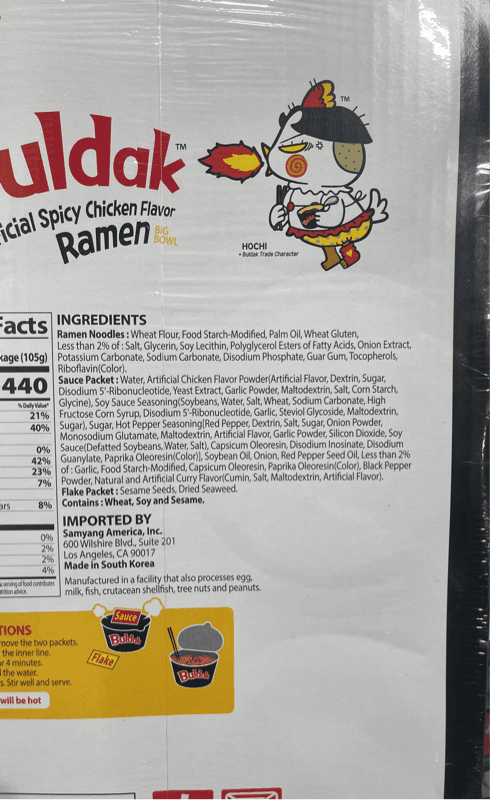 uldak™
icial Spicy Chicken Flavor
Ramen BIG BOWL
TM
HOCHI
• Buldak Trade Character
Facts
kage (105g)
440
% Daily Value*
21%
40%
0%
42%
23%
7%
ars 8%
0%
2%
2%
4%
a serving of food contributes
nutrition advice.
INGREDIENTS
Ramen Noodles : Wheat Flour, Food Starch-Modified, Palm Oil, Wheat Gluten,
Less than 2% of : Salt, Glycerin, Soy Lecithin, Polyglycerol Esters of Fatty Acids, Onion Extract,
Potassium Carbonate, Sodium Carbonate, Disodium Phosphate, Guar Gum, Tocopherols,
Riboflavin(Color).
Sauce Packet : Water, Artificial Chicken Flavor Powder(Artificial Flavor, Dextrin, Sugar,
Disodium 5'-Ribonucleotide, Yeast Extract, Garlic Powder, Maltodextrin, Salt, Corn Starch,
Glycine), Soy Sauce Seasoning[Soybeans, Water, Salt, Wheat, Sodium Carbonate, High
Fructose Corn Syrup, Disodium 5'-Ribonucleotide, Garlic, Steviol Glycoside, Maltodextrin,
Sugar), Sugar, Hot Pepper Seasoning[Red Pepper, Dextrin, Salt, Sugar, Onion Powder,
Monosodium Glutamate, Maltodextrin, Artificial Flavor, Garlic Powder, Silicon Dioxide, Soy
Sauce(Defatted Soybeans, Water, Salt), Capsicum Oleoresin, Disodium Inosinate, Disodium
Guanylate, Paprika Oleoresin(Color)], Soybean Oil, Onion, Red Pepper Seed Oil, Less than 2%
of : Garlic, Food Starch-Modified, Capsicum Oleoresin, Paprika Oleoresin(Color), Black Pepper
Powder, Natural and Artificial Curry Flavor(Cumin, Salt, Maltodextrin, Artificial Flavor).
Flake Packet : Sesame Seeds, Dried Seaweed.
Contains : Wheat, Soy and Sesame.
IMPORTED BY
Samyang America, Inc.
600 Wilshire Blvd., Suite 201
Los Angeles, CA 90017
Made in South Korea
Manufactured in a facility that also processes egg,
milk, fish, crutacean shellfish, tree nuts and peanuts.
TIONS
move the two packets.
the inner line.
r 4 minutes.
the water.
s. Stir well and serve.
will be hot
Sauce
Buldak
Flake
Buldak